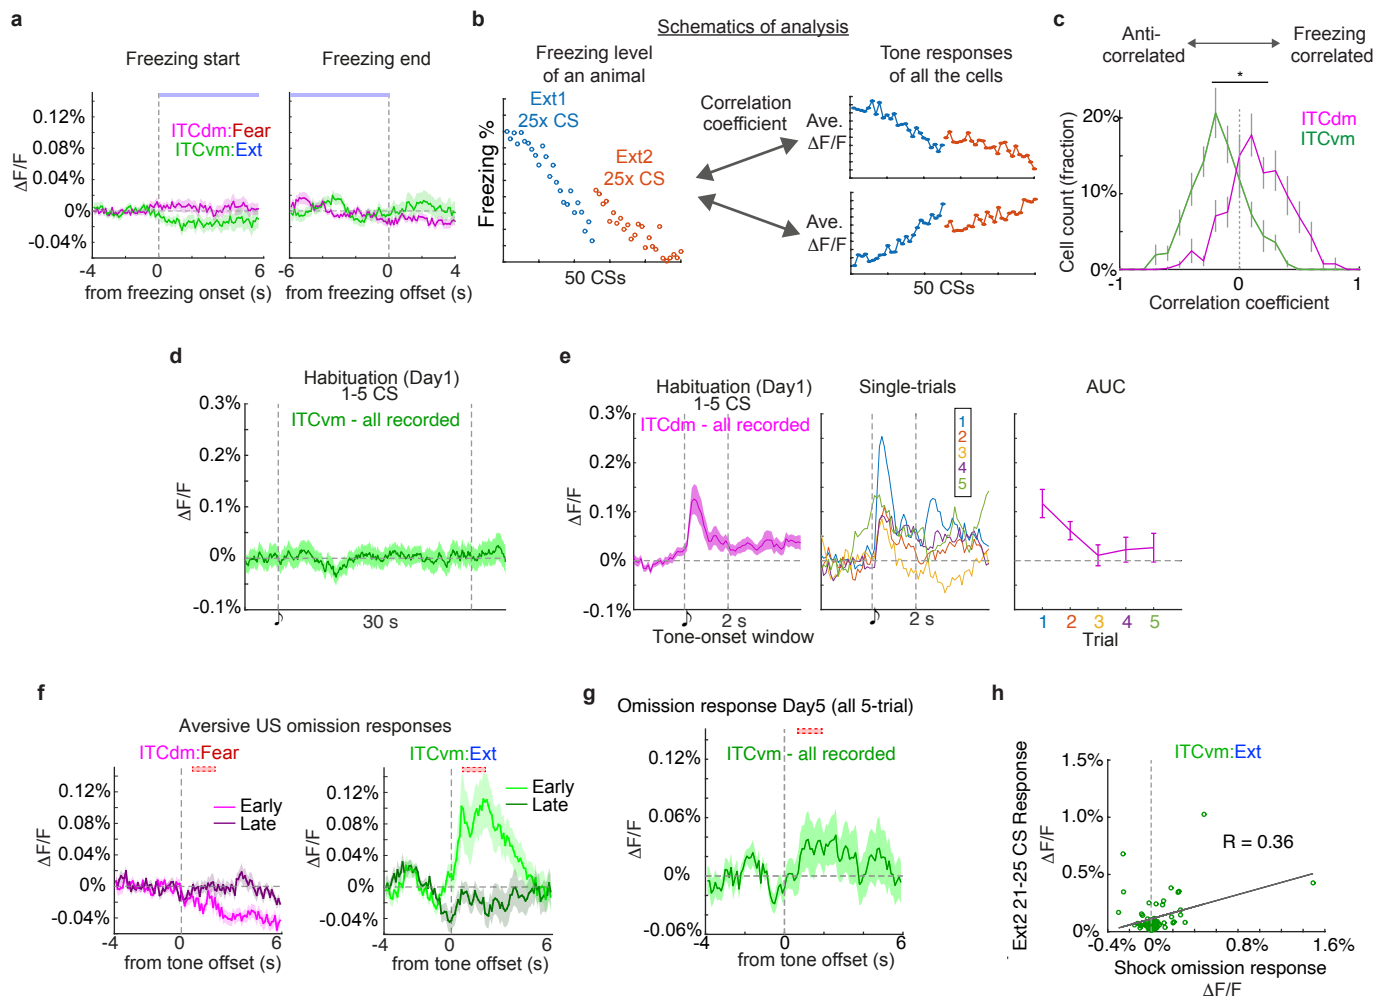 a
Freezing start
Freezing end
0.12%
0.08%
0.04%
0%
-0.04%
ΔF/F
ITCdm:Fear
ITCvm:Ext
-4
0
6
-6
0
4
from freezing onset (s)
from freezing offset (s)
b
Schematics of analysis
Freezing level
of an animal
Ext1
25x CS
Ext2
25x CS
Freezing %
50 CSs
Correlation
coefficient
Tone responses
of all the cells
Ave.
ΔF/F
Ave.
ΔF/F
50 CSs
c
Anti-
correlated
Freezing
correlated
*
ITCdm
ITCvm
20%
10%
0%
Cell count (fraction)
-1
0
1
Correlation coefficient
d
Habituation (Day1)
1-5 CS
ITCvm - all recorded
0.3%
0.2%
0.1%
0%
-0.1%
ΔF/F
♪
30 s
e
Habituation (Day1)
1-5 CS
ITCdm - all recorded
0.3%
0.2%
0.1%
0%
-0.1%
ΔF/F
♪
2 s
Tone-onset window
Single-trials
1
2
3
4
5
♪
2 s
AUC
1
2
3
4
5
Trial
f
Aversive US omission responses
ITCdm:Fear
Early
Late
0.12%
0.08%
0.04%
0%
-0.04%
ΔF/F
-4
0
6
from tone offset (s)
ITCvm:Ext
Early
Late
0.12%
0.08%
0.04%
0%
-0.04%
ΔF/F
-4
0
6
from tone offset (s)
g
Omission response Day5 (all 5-trial)
ITCvm - all recorded
0.12%
0.06%
0%
-0.06%
ΔF/F
-4
0
6
from tone offset (s)
h
ITCvm:Ext
1.5%
1.0%
0.5%
0%
Ext2 21-25 CS Response
ΔF/F
R = 0.36
-0.4%
0%
0.8%
1.6%
Shock omission response
ΔF/F